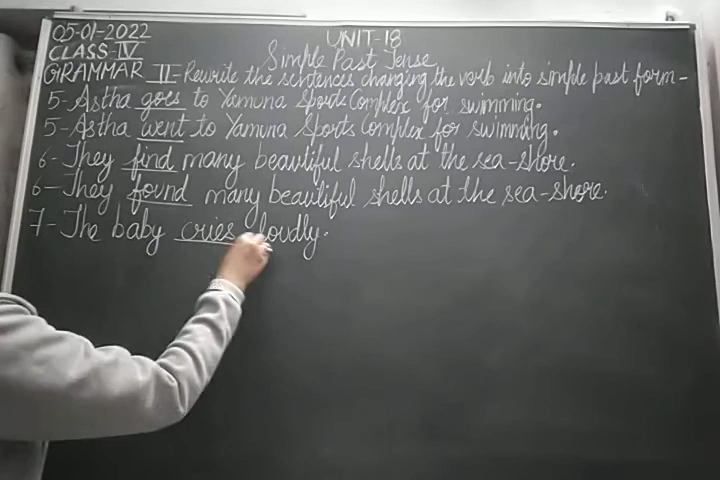 05-01-2022
UNIT-18
CLASS-IV
Simple Past Tense
GRAMMAR II-Rewrite the sentences changing the verb into simple past form-
5-Astha goes to Yamuna Sports Complex for swimming.
5-Astha went to Yamuna Sports Complex for swimming.
6-They find many beautiful shells at the sea-shore.
6-They found many beautiful shells at the sea-shore.
7-The baby cries loudly.